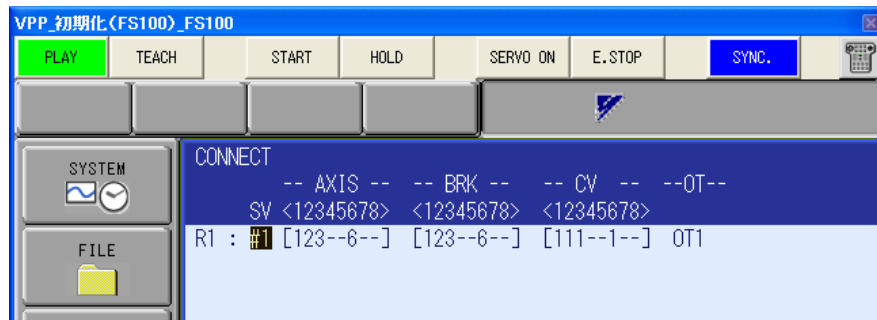 VPP_初期化(FS100)_FS100
PLAY TEACH START HOLD SERVO ON E.STOP SYNC.
SYSTEM
FILE
CONNECT
-- AXIS -- -- BRK -- -- CV -- --OT--
SV <12345678> <12345678> <12345678>
R1 : #1 [123--6--] [123--6--] [111--1--] OT1